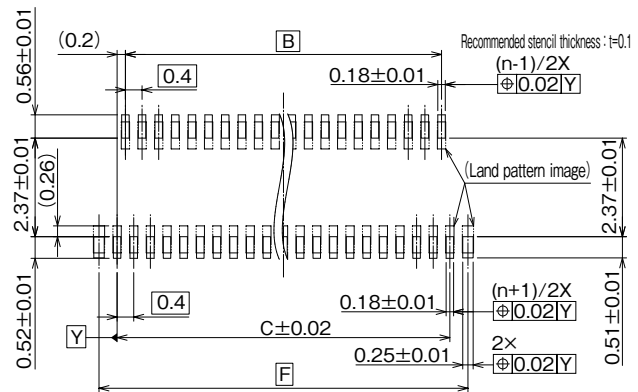 Recommended stencil thickness : t=0.1
(0.2)
B
0.56±0.01
0.4
0.18±0.01
(n-1)/2X
⌖ 0.02 Y
2.37±0.01
(0.26)
(Land pattern image)
2.37±0.01
0.52±0.01
0.4
0.18±0.01
(n+1)/2X
⌖ 0.02 Y
0.51±0.01
Y
C±0.02
0.25±0.01
2×
⌖ 0.02 Y
F